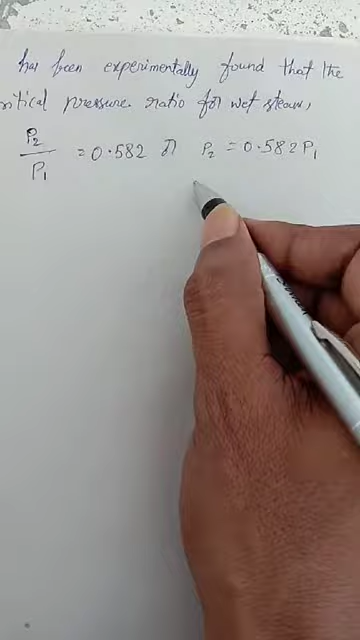 has been experimentally found that the
critical pressure ratio for wet steam,
P2/P1 = 0.582 or P2 = 0.582 P1